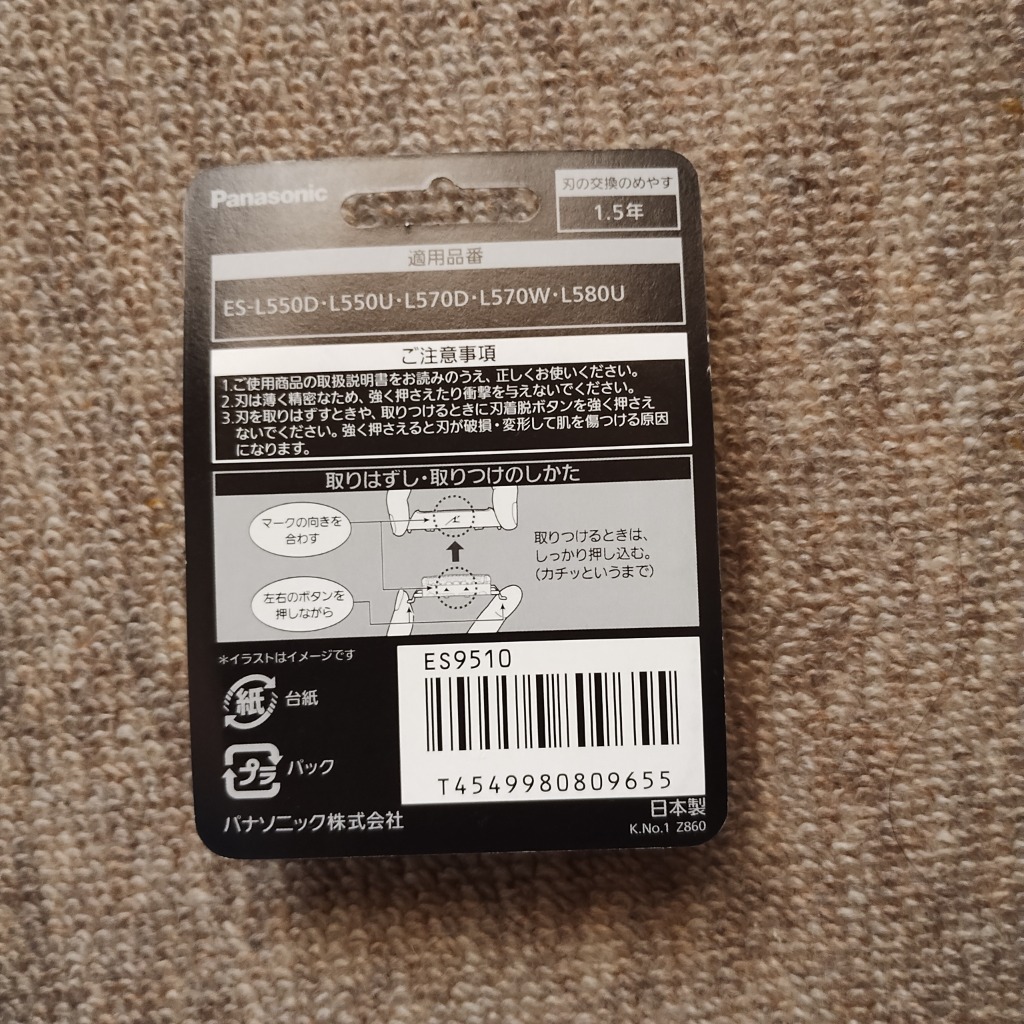 Panasonic
刃の交換のめやす
1.5年
適用品番
ES-L550D・L550U・L570D・L570W・L580U
ご注意事項
1.ご使用商品の取扱説明書をお読みのうえ、正しくお使いください。
2.刃は薄く精密なため、強く押さえたり衝撃を与えないでください。
3.刃を取りはずすときや、取りつけるときに刃着脱ボタンを強く押さえ
ないでください。強く押さえると刃が破損・変形して肌を傷つける原因
になります。
取りはずし・取りつけのしかた
マークの向きを
合わす
取りつけるときは、
しっかり押し込む。
(カチッというまで)
左右のボタンを
押しながら
＊イラストはイメージです
紙 台紙
プラ パック
パナソニック株式会社
ES9510
T4549980809655
日本製
K.No.1 Z860